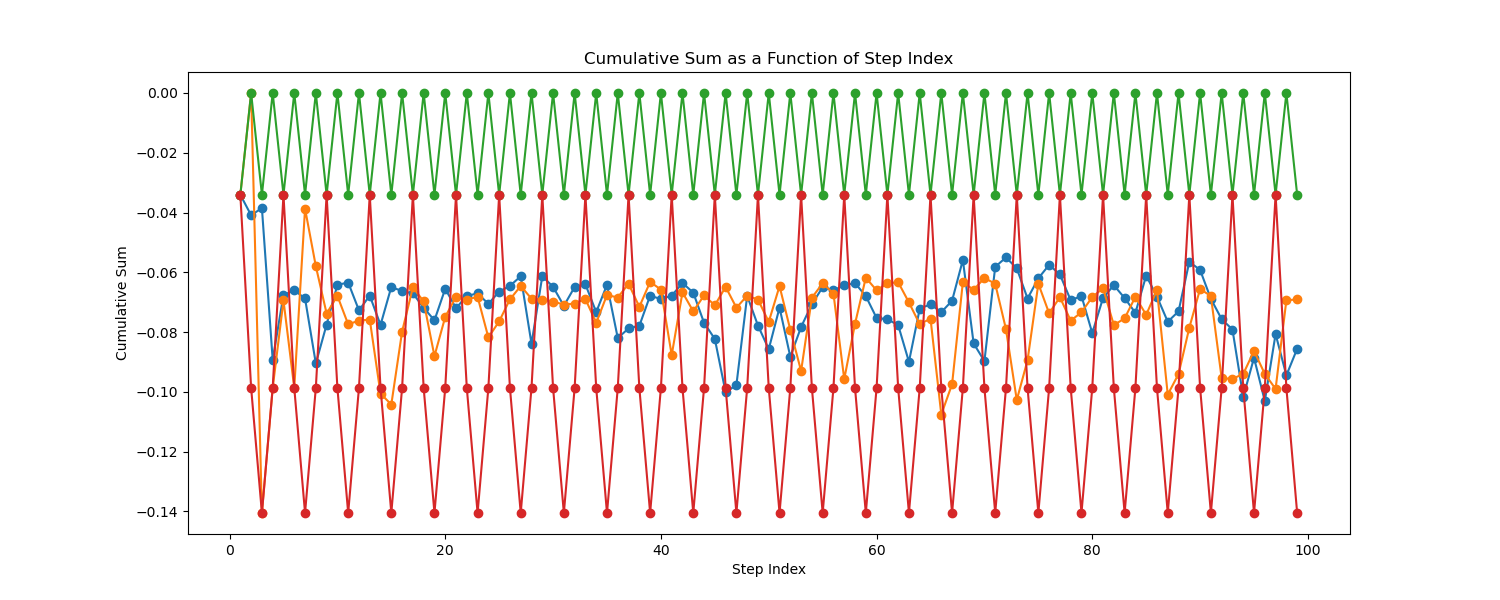 Cumulative Sum as a Function of Step Index
0.00
−0.02
−0.04
−0.06
−0.08
−0.10
−0.12
−0.14
Cumulative Sum
0 20 40 60 80 100
Step Index